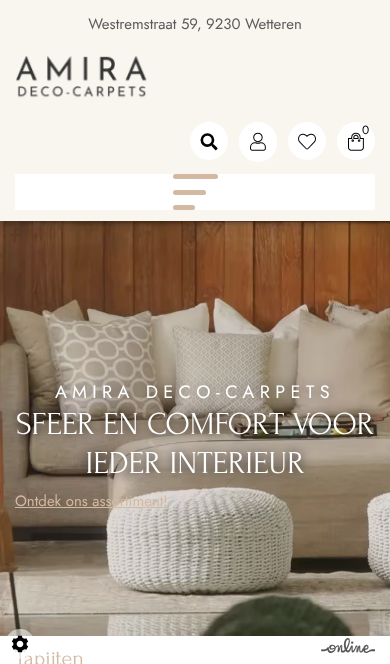 Westremstraat 59, 9230 Wetteren
AMIRA
DECO-CARPETS
0
AMIRA DECO-CARPETS
SFEER EN COMFORT VOOR
IEDER INTERIEUR
Ontdek ons assortiment
online
Tapijten